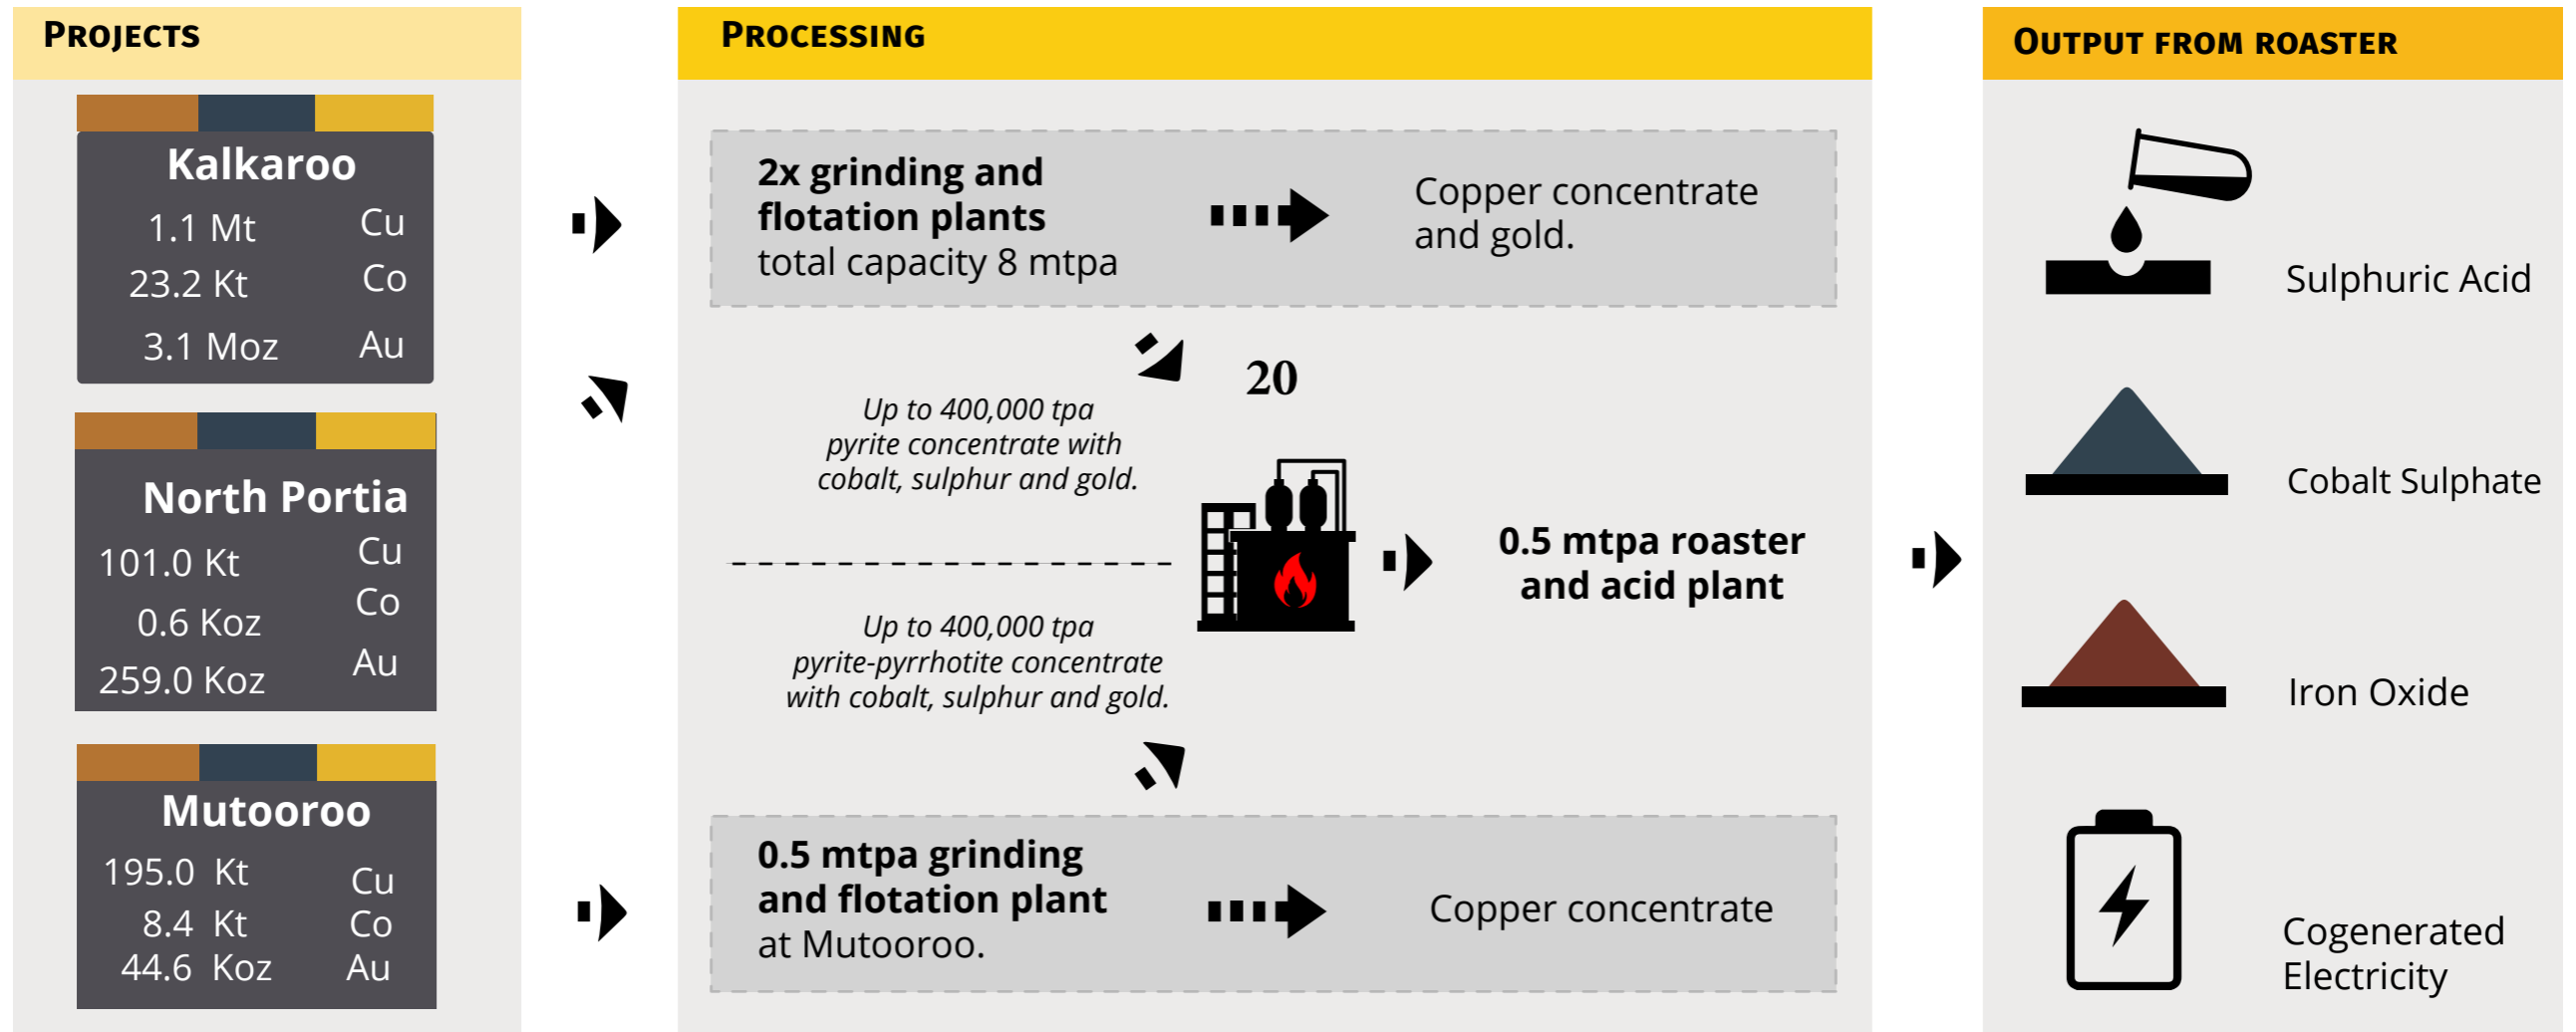 PROJECTS
Kalkaroo
1.1 Mt Cu
23.2 Kt Co
3.1 Moz Au
North Portia
101.0 Kt Cu
0.6 Koz Co
259.0 Koz Au
Mutooroo
195.0 Kt Cu
8.4 Kt Co
44.6 Koz Au
PROCESSING
2x grinding and
flotation plants
total capacity 8 mtpa
Copper concentrate
and gold.
20
Up to 400,000 tpa
pyrite concentrate with
cobalt, sulphur and gold.
0.5 mtpa roaster
and acid plant
Up to 400,000 tpa
pyrite-pyrrhotite concentrate
with cobalt, sulphur and gold.
0.5 mtpa grinding
and flotation plant
at Mutooroo.
Copper concentrate
OUTPUT FROM ROASTER
Sulphuric Acid
Cobalt Sulphate
Iron Oxide
Cogenerated
Electricity